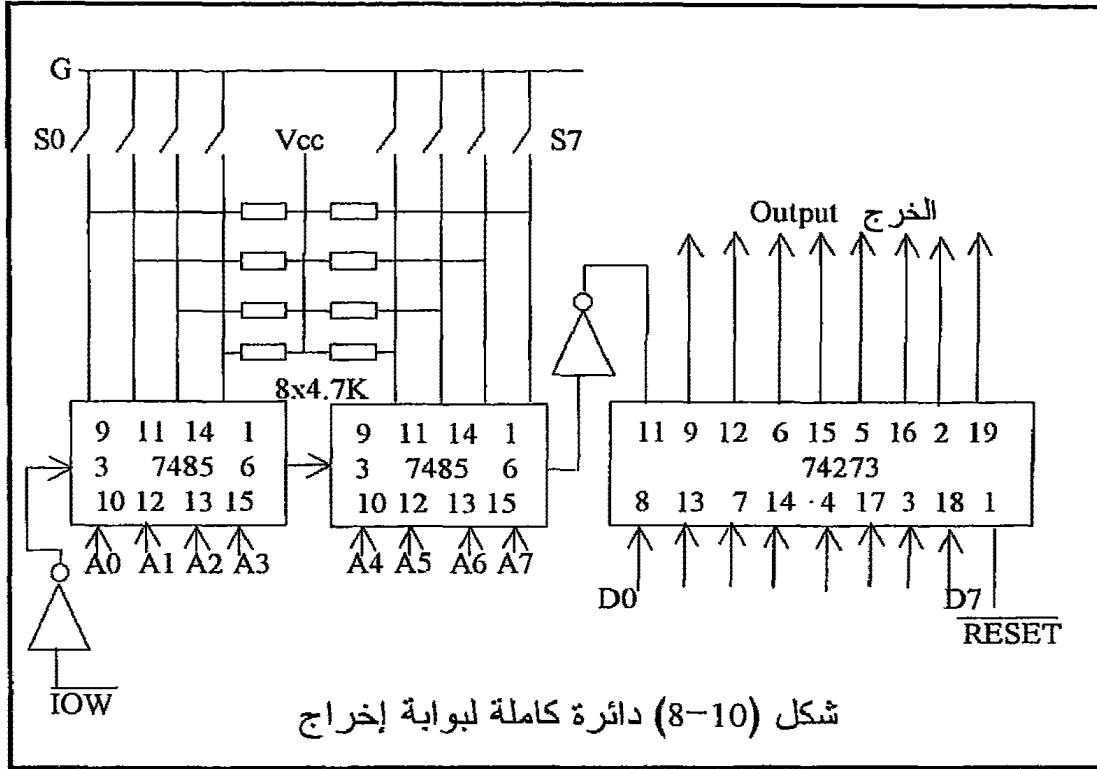 G
S0 Vcc S7
Output الخرج
8x4.7K
9 11 14 1
3 7485 6
10 12 13 15
A0 A1 A2 A3
9 11 14 1
3 7485 6
10 12 13 15
A4 A5 A6 A7
11 9 12 6 15 5 16 2 19
74273
8 13 7 14 4 17 3 18 1
D0 D7
RESET
IOW
شكل (10-8) دائرة كاملة لبوابة إخراج